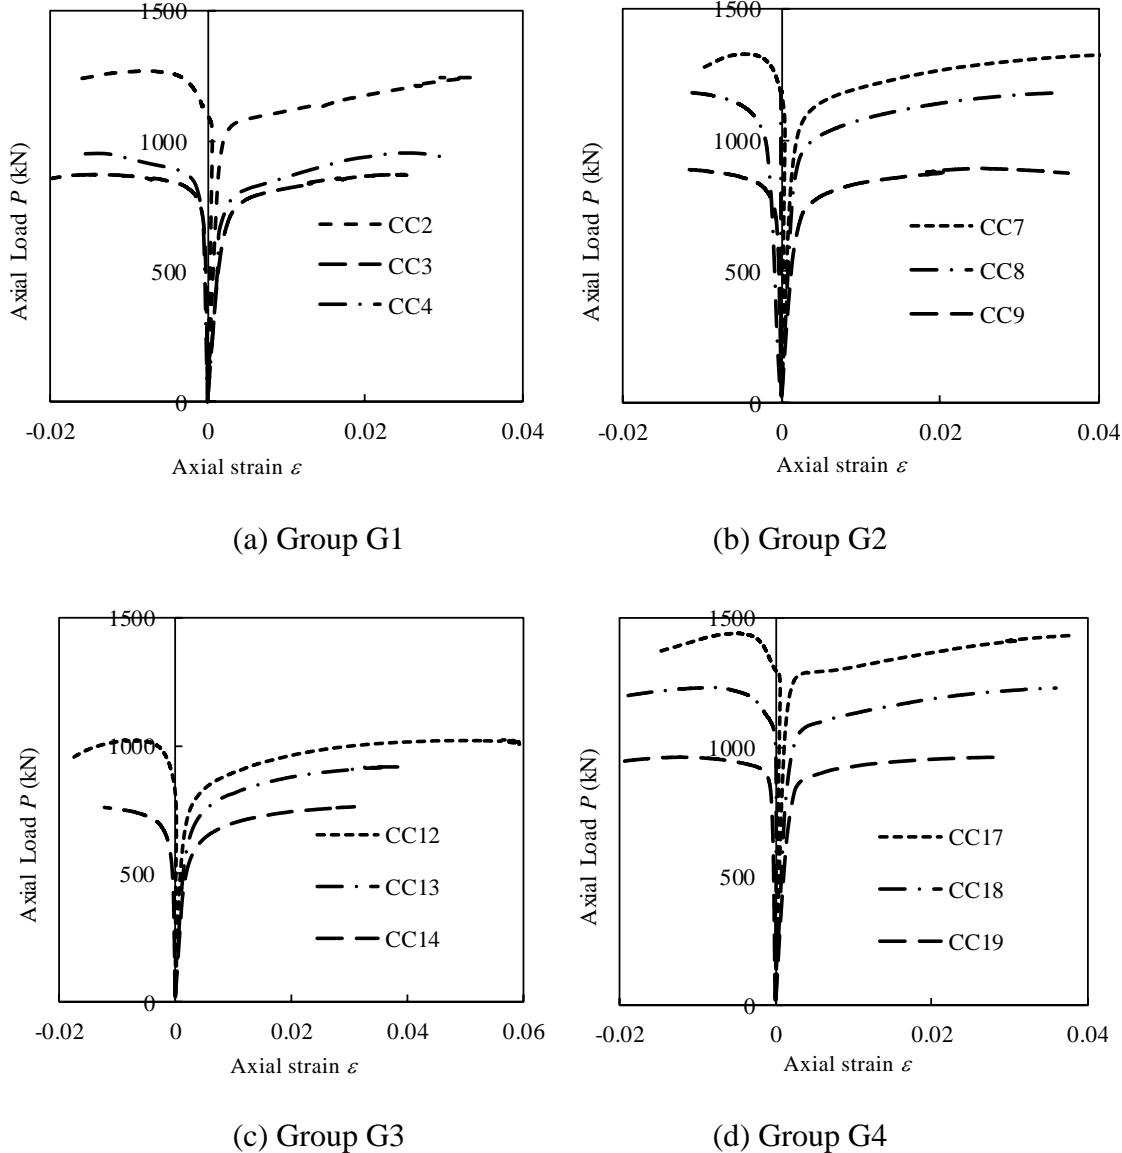 1500
1000
500
0
-0.02 0 0.02 0.04
Axial Load P (kN)
Axial strain ε
CC2
CC3
CC4
(a) Group G1
1500
1000
500
0
-0.02 0 0.02 0.04
Axial Load P (kN)
Axial strain ε
CC7
CC8
CC9
(b) Group G2
1500
1000
500
0
-0.02 0 0.02 0.04 0.06
Axial Load P (kN)
Axial strain ε
CC12
CC13
CC14
(c) Group G3
1500
1000
500
0
-0.02 0 0.02 0.04
Axial Load P (kN)
Axial strain ε
CC17
CC18
CC19
(d) Group G4